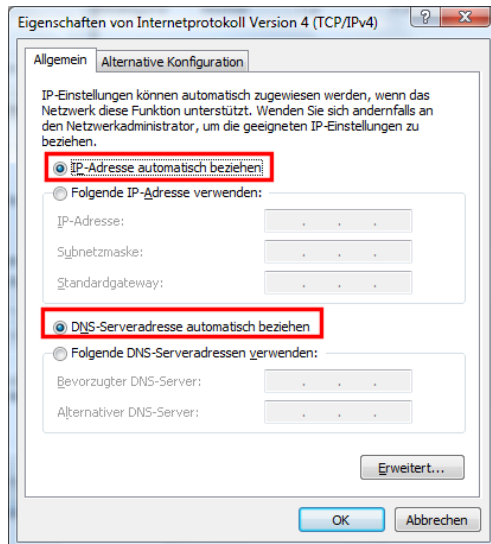 Eigenschaften von Internetprotokoll Version 4 (TCP/IPv4)
Allgemein
Alternative Konfiguration
IP-Einstellungen können automatisch zugewiesen werden, wenn das
Netzwerk diese Funktion unterstützt. Wenden Sie sich andernfalls an
den Netzwerkadministrator, um die geeigneten IP-Einstellungen zu
beziehen.
IP-Adresse automatisch beziehen
Folgende IP-Adresse verwenden:
IP-Adresse:
Subnetzmaske:
Standardgateway:
DNS-Serveradresse automatisch beziehen
Folgende DNS-Serveradressen verwenden:
Bevorzugter DNS-Server:
Alternativer DNS-Server:
Erweitert...
OK
Abbrechen